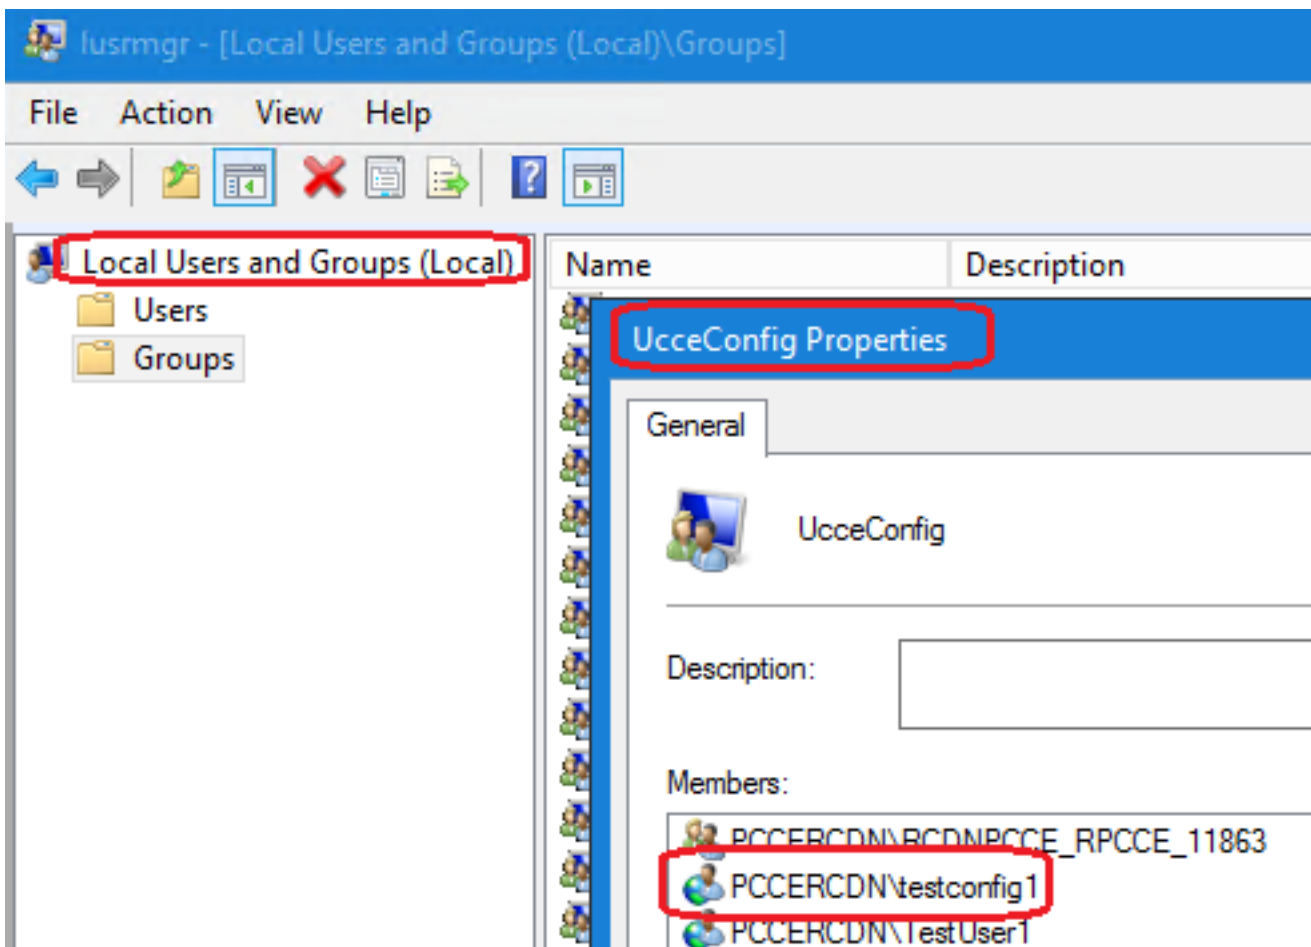 lusrmgr - [Local Users and Groups (Local)\Groups]
File Action View Help
Local Users and Groups (Local)
Users
Groups
Name Description
UcceConfig Properties
General
UcceConfig
Description:
Members:
PCCERCDN\RCDNPCCE_RPCCE_11863
PCCERCDN\testconfig1
PCCERCDN\TestUser1